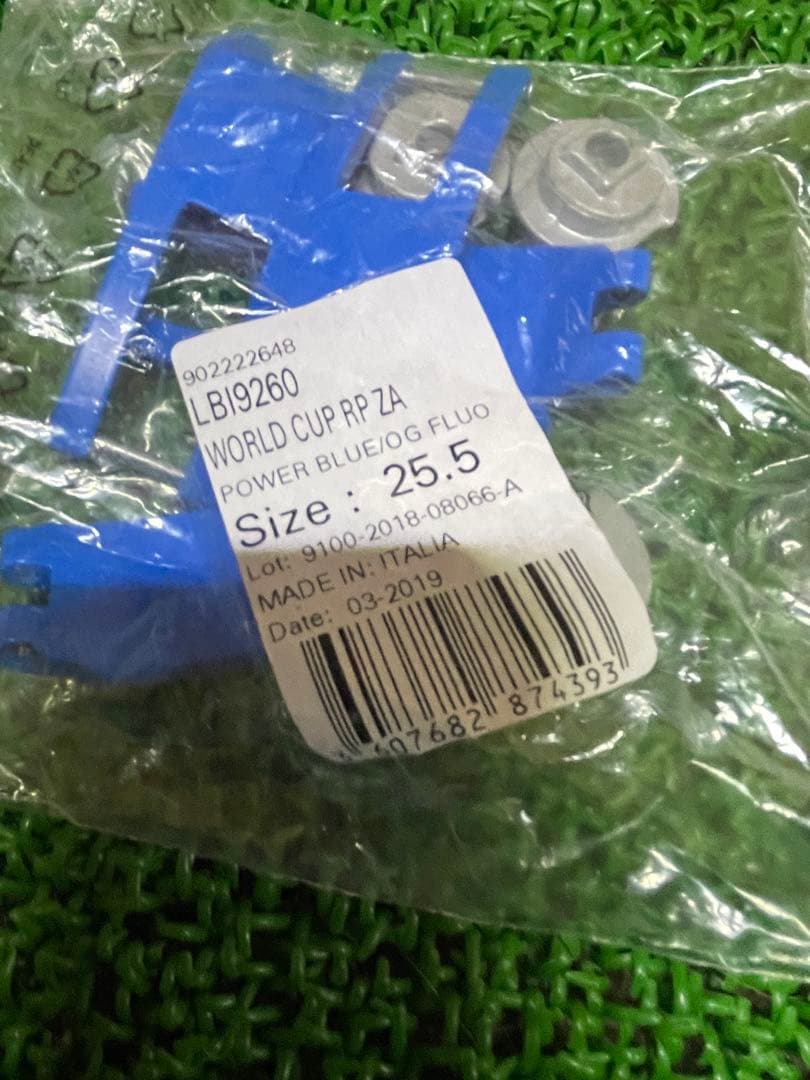 902222648
LBI9260
WORLD CUP RP ZA
POWER BLUE/OG FLUO
Size : 25.5
Lot: 9100-2018-08066-A
MADE IN: ITALIA
Date: 03-2019
607682 874393